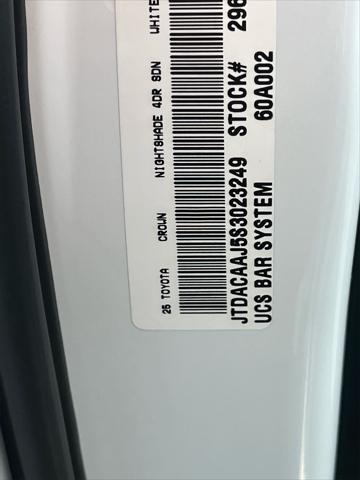 25 TOYOTA CROWN NIGHTSHADE 4DR SDN WHITE
JTDACAAJ5S3023249 STOCK# 296
UCS BAR SYSTEM 60A002